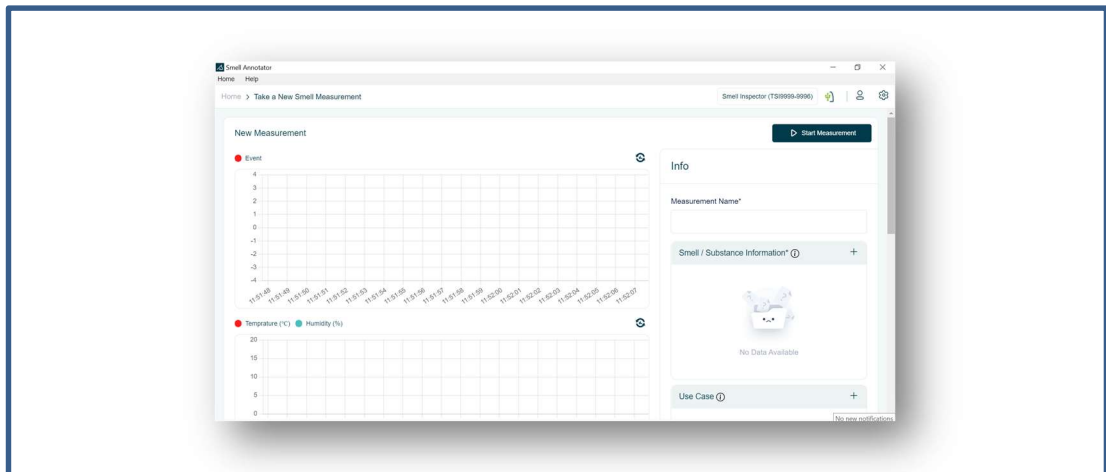 Smell Annotator
Home Help
Home > Take a New Smell Measurement
Smell Inspector (TSI9999-9996)
New Measurement
Start Measurement
Event
4
3
2
1
0
-1
-2
-3
-4
11:51:48 11:51:49 11:51:50 11:51:51 11:51:52 11:51:53 11:51:54 11:51:55 11:51:56 11:51:57 11:51:58 11:51:59 11:52:00 11:52:01 11:52:02 11:52:03 11:52:04 11:52:05 11:52:06 11:52:07
Temprature (°C) Humidity (%)
20
15
10
5
0
Info
Measurement Name*
Smell / Substance Information*
No Data Available
Use Case
No new notifications